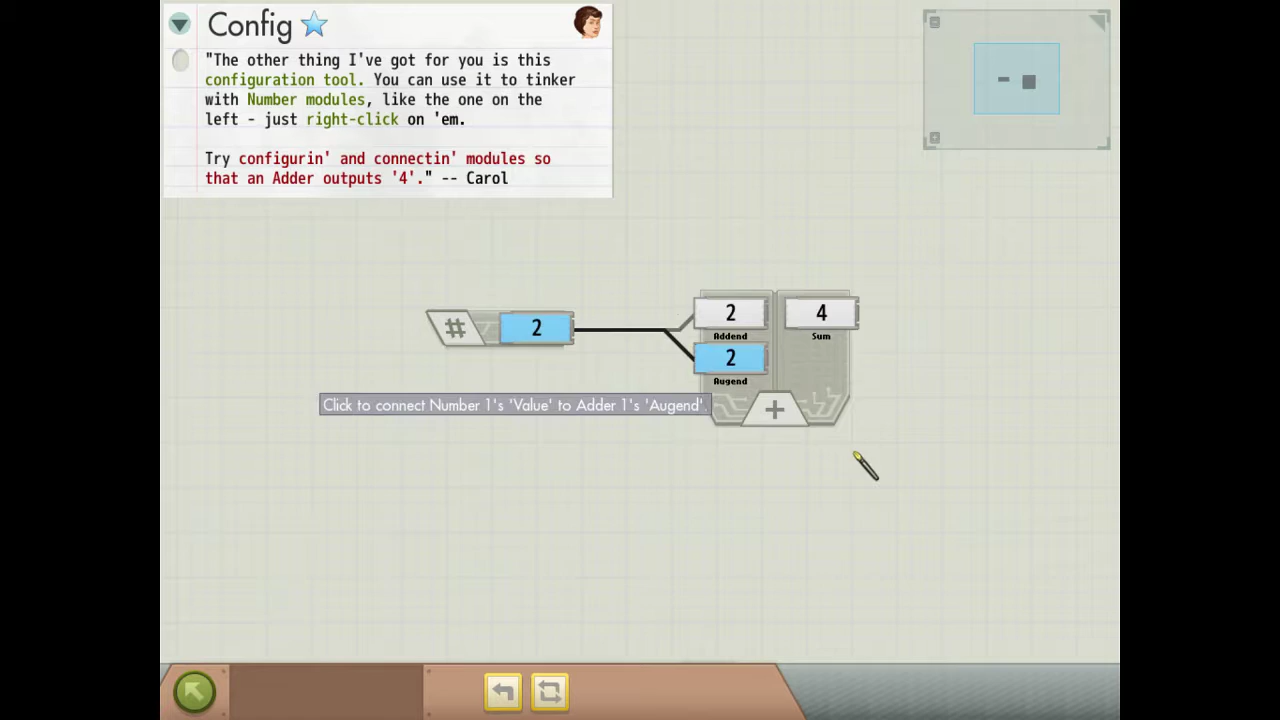 Config
"The other thing I've got for you is this
configuration tool. You can use it to tinker
with Number modules, like the one on the
left - just right-click on 'em.
Try configurin' and connectin' modules so
that an Adder outputs '4'." -- Carol
# 2
2 4
Addend Sum
2
Augend
+
Click to connect Number 1's 'Value' to Adder 1's 'Augend'.